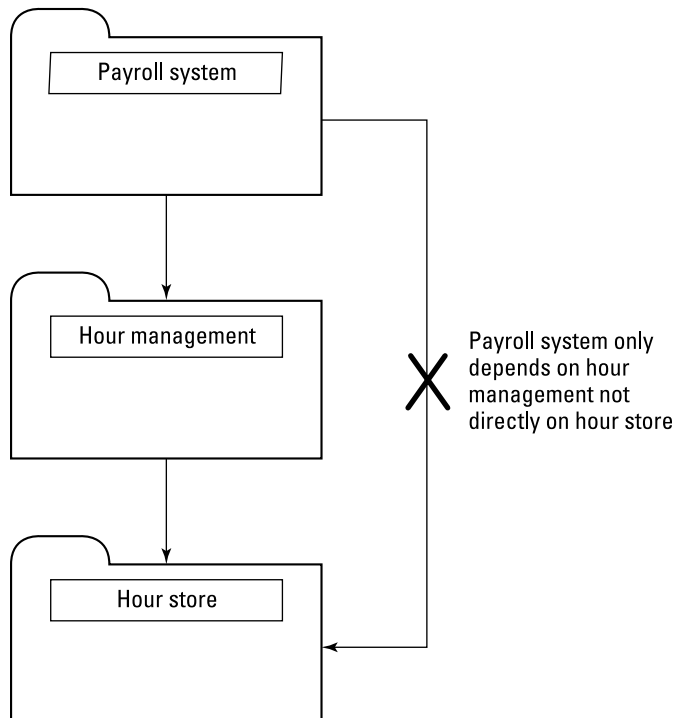 Payroll system
Hour management
Payroll system only
depends on hour
management not
directly on hour store
Hour store